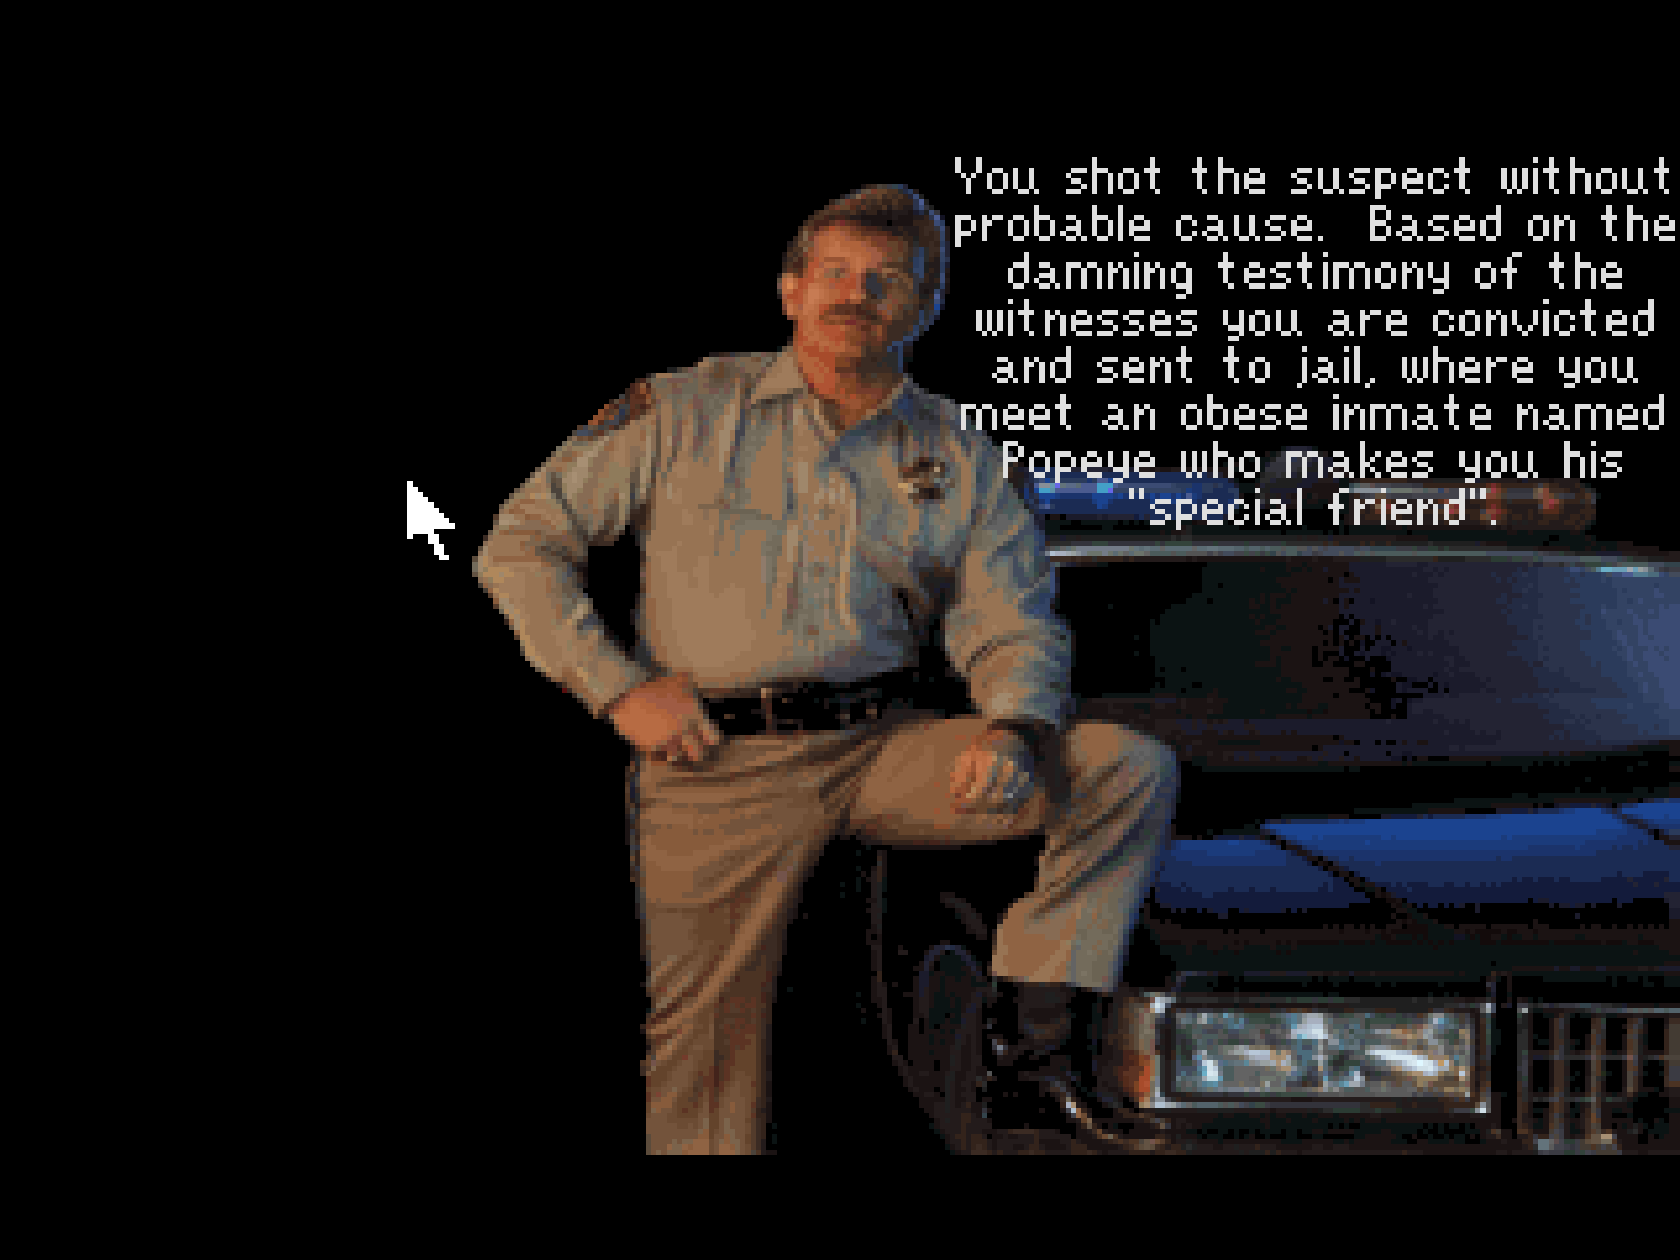 You shot the suspect without
probable cause.  Based on the
damning testimony of the
witnesses you are convicted
and sent to jail, where you
meet an obese inmate named
Popeye who makes you his
"special friend".